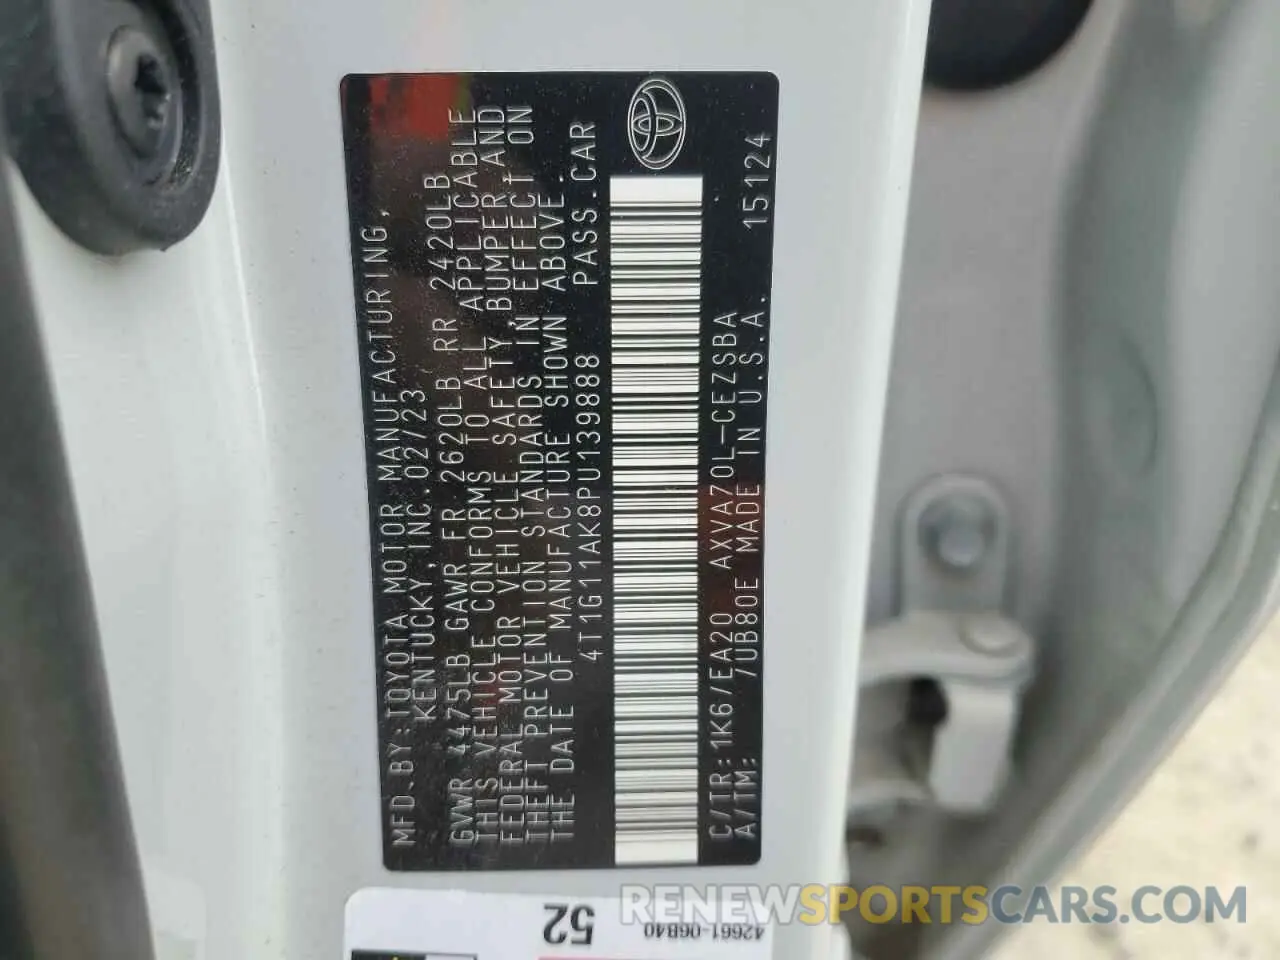 MFD.BY:TOYOTA MOTOR MANUFACTURING,
KENTUCKY,INC.02/23
GVWR 4475LB GAWR FR 2620LB RR 2420LB
THIS VEHICLE CONFORMS TO ALL APPLICABLE
FEDERAL MOTOR VEHICLE SAFETY,BUMPER,AND
THEFT PREVENTION STANDARDS IN EFFECT ON
THE DATE OF MANUFACTURE SHOWN ABOVE.
4T1G11AK8PU139888 PASS.CAR
C/TR:1K6/EA20 AXVA70L-CEZSBA
A/TM: 7UB80E MADE IN U.S.A. 15124
52
42661-06B40
RENEWSPORTSCARS.COM